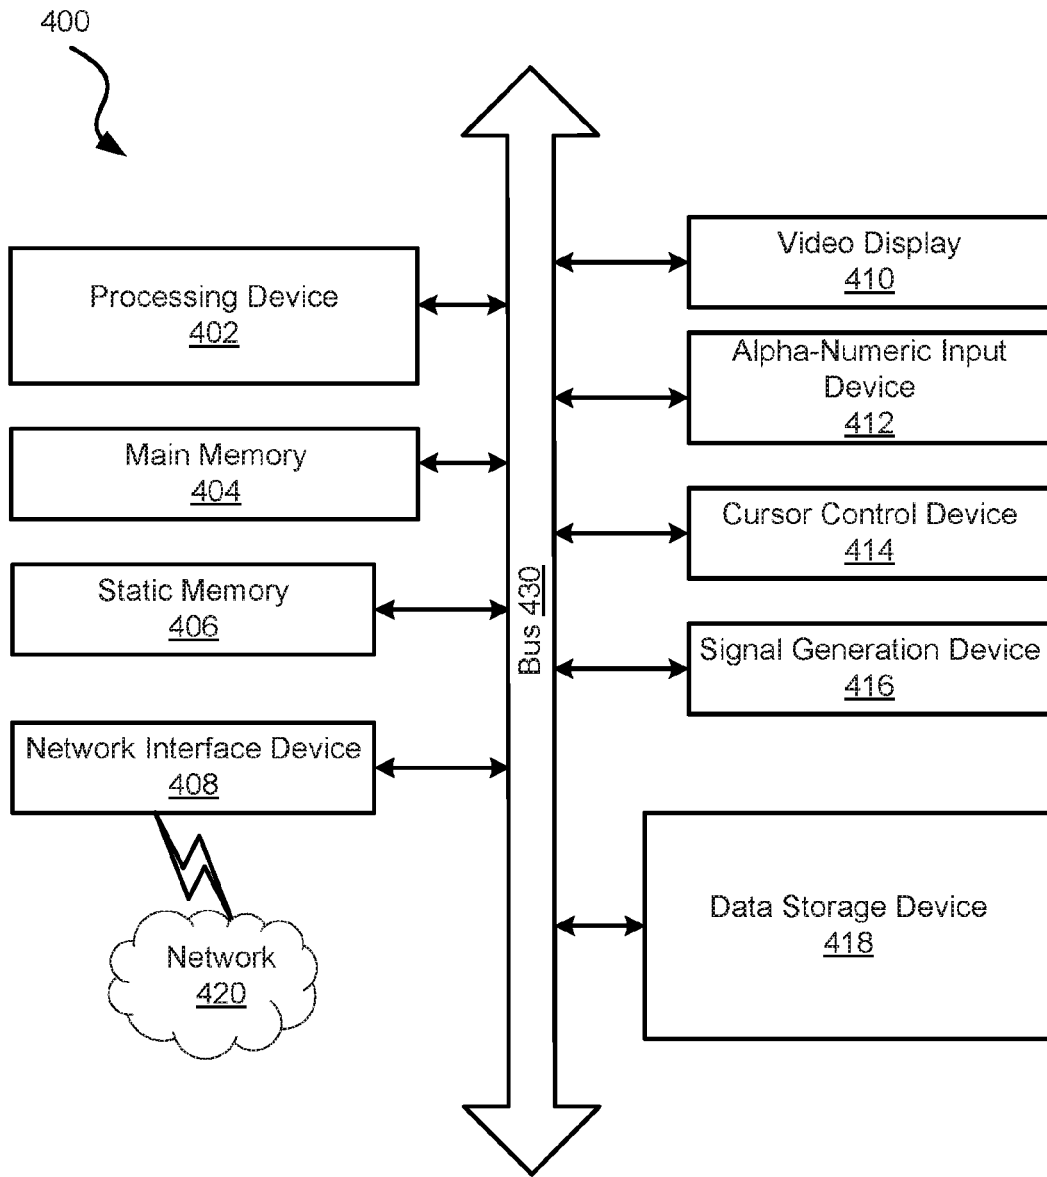 400
Processing Device
402
Main Memory
404
Static Memory
406
Network Interface Device
408
Network
420
Bus 430
Video Display
410
Alpha-Numeric Input
Device
412
Cursor Control Device
414
Signal Generation Device
416
Data Storage Device
418